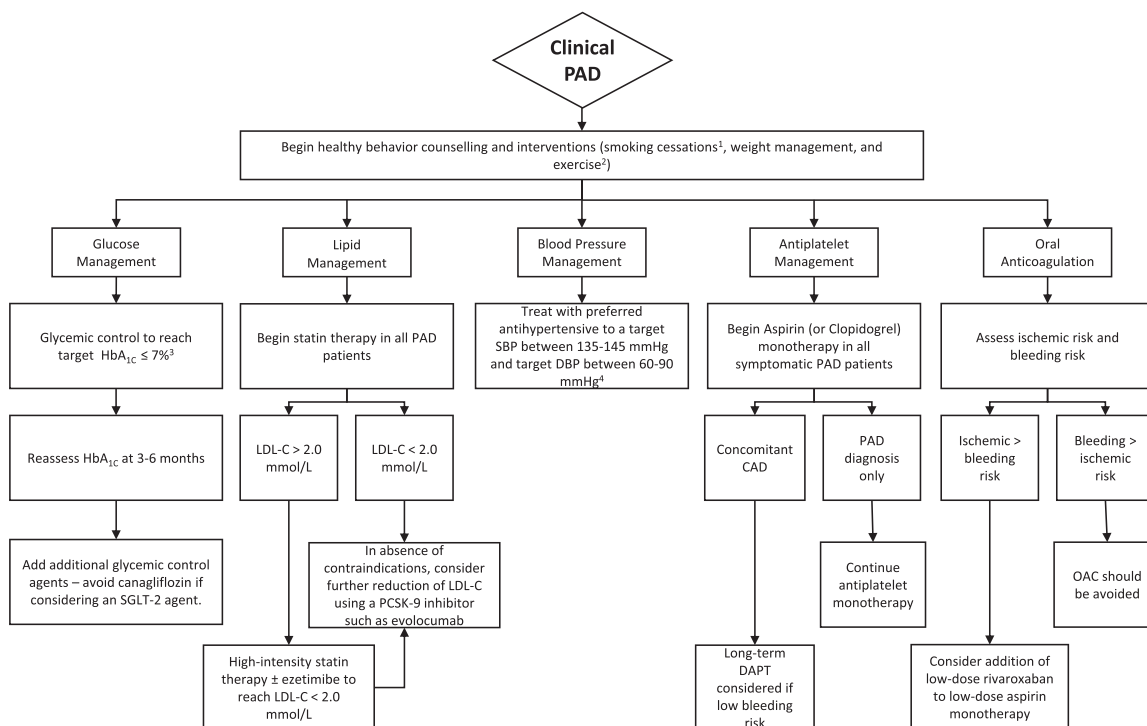 Clinical
PAD
Begin healthy behavior counselling and interventions (smoking cessations¹, weight management, and
exercise²)
Glucose
Management
Lipid
Management
Blood Pressure
Management
Antiplatelet
Management
Oral
Anticoagulation
Glycemic control to reach
target HbA₁C ≤ 7%³
Begin statin therapy in all PAD
patients
Treat with preferred
antihypertensive to a target
SBP between 135-145 mmHg
and target DBP between 60-90
mmHg⁴
Begin Aspirin (or Clopidogrel)
monotherapy in all
symptomatic PAD patients
Assess ischemic risk and
bleeding risk
Reassess HbA₁C at 3-6 months
LDL-C > 2.0
mmol/L
LDL-C < 2.0
mmol/L
Concomitant
CAD
PAD
diagnosis
only
Ischemic >
bleeding
risk
Bleeding >
ischemic
risk
Add additional glycemic control
agents – avoid canagliflozin if
considering an SGLT-2 agent.
In absence of
contraindications, consider
further reduction of LDL-C
using a PCSK-9 inhibitor
such as evolocumab
Continue
antiplatelet
monotherapy
OAC should
be avoided
High-intensity statin
therapy ± ezetimibe to
reach LDL-C < 2.0
mmol/L
Long-term
DAPT
considered if
low bleeding
risk
Consider addition of
low-dose rivaroxaban
to low-dose aspirin
monotherapy